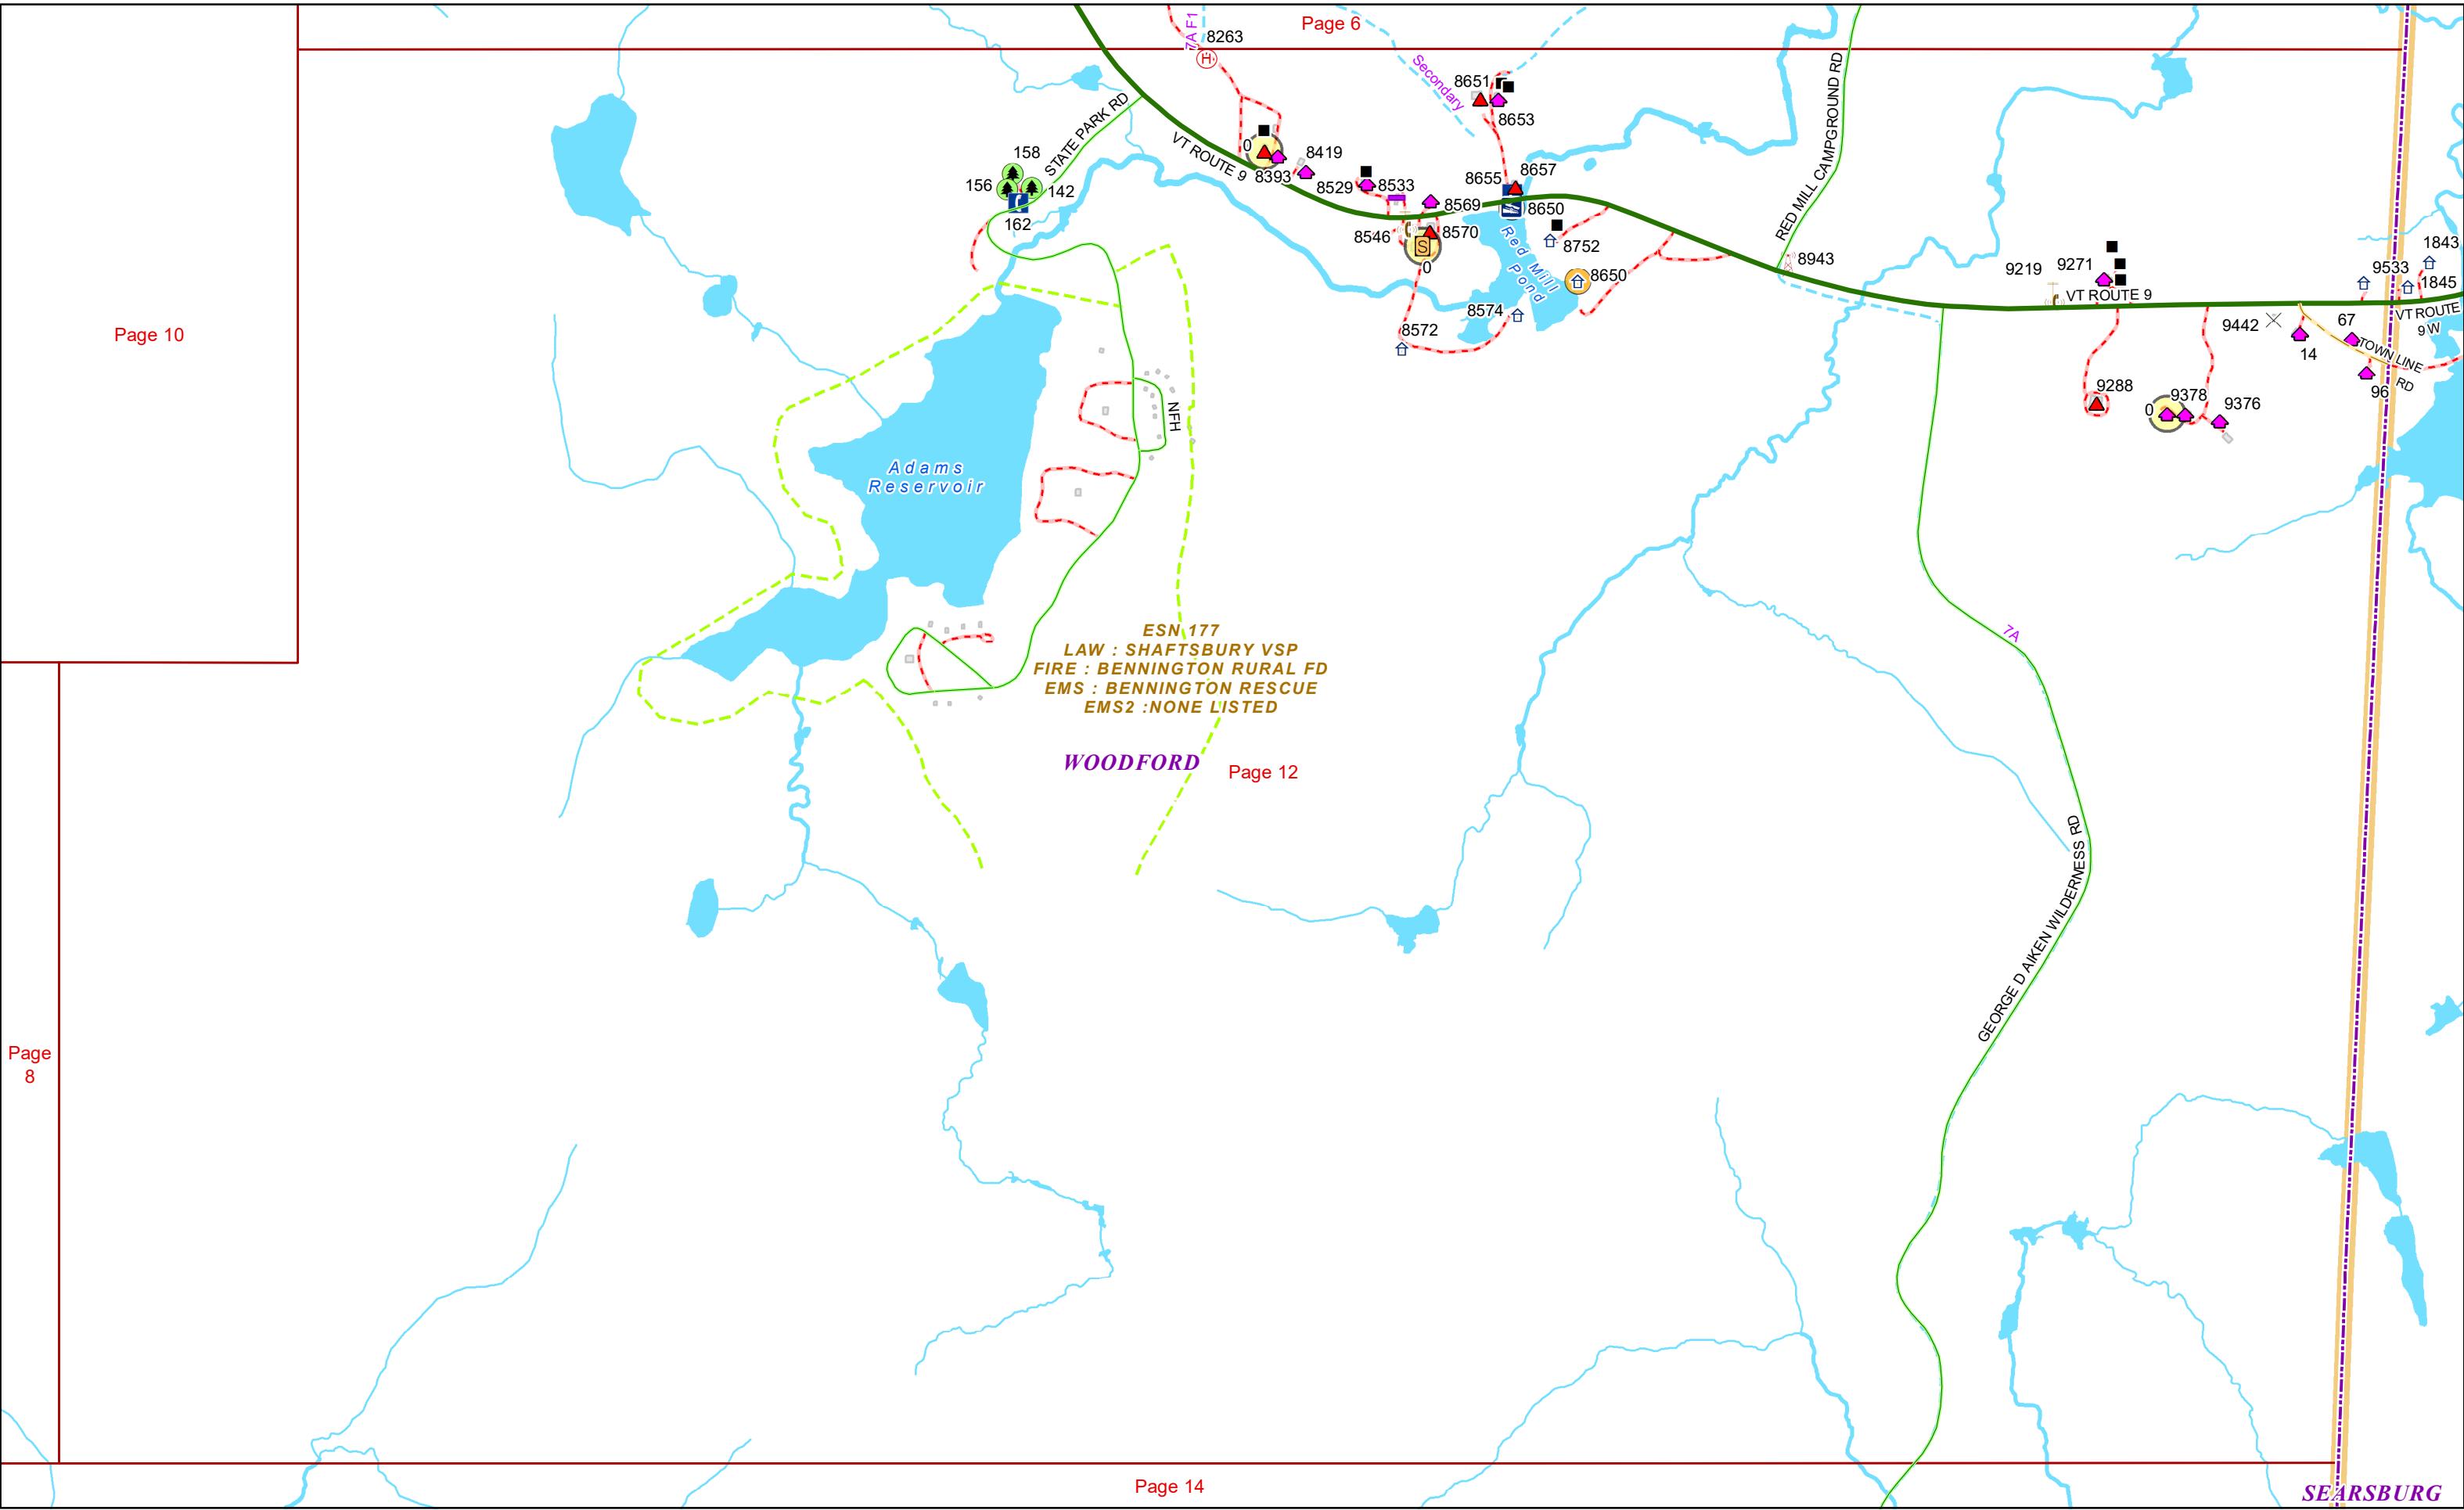 Page 6
7A F1
8263
Secondary
8651
8653
RED MILL CAMPGROUND RD
STATE PARK RD
VT ROUTE 9
158
156
142
162
0
8393
8419
8529
8533
8655
8657
8569
8650
8546
8570
0
8752
Red Mill
Pond
8650
8574
8572
8943
9219
9271
VT ROUTE 9
9533
1843
1845
VT ROUTE
9 W
9442
67
14
TOWN LINE
RD
96
9288
0
9378
9376
Page 10
NFH
Adams
Reservoir
ESN 177
LAW : SHAFTSBURY VSP
FIRE : BENNINGTON RURAL FD
EMS : BENNINGTON RESCUE
EMS2 :NONE LISTED
7A
WOODFORD
Page 12
GEORGE D AIKEN WILDERNESS RD
Page
8
Page 14
SEARSBURG
H
S